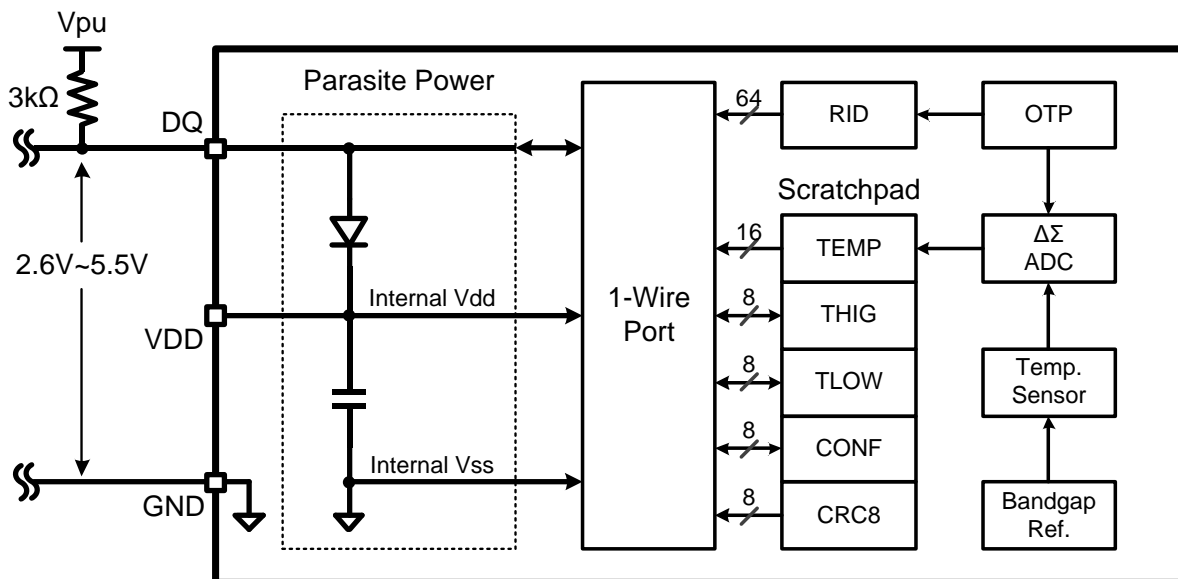 Vpu
3kΩ
DQ
2.6V~5.5V
VDD
GND
Parasite Power
Internal Vdd
Internal Vss
1-Wire
Port
64
RID
OTP
Scratchpad
16
TEMP
ΔΣ
ADC
8
THIG
8
TLOW
Temp.
Sensor
8
CONF
8
CRC8
Bandgap
Ref.